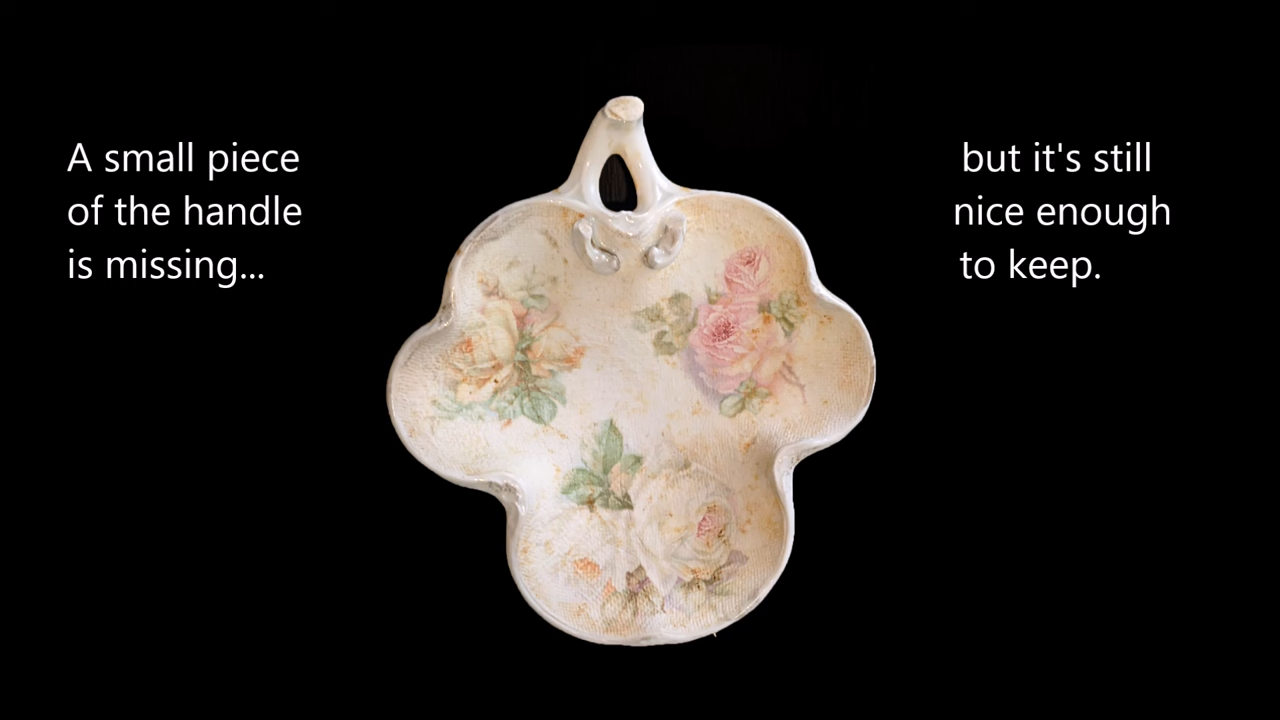 A small piece
of the handle
is missing...
but it's still
nice enough
to keep.